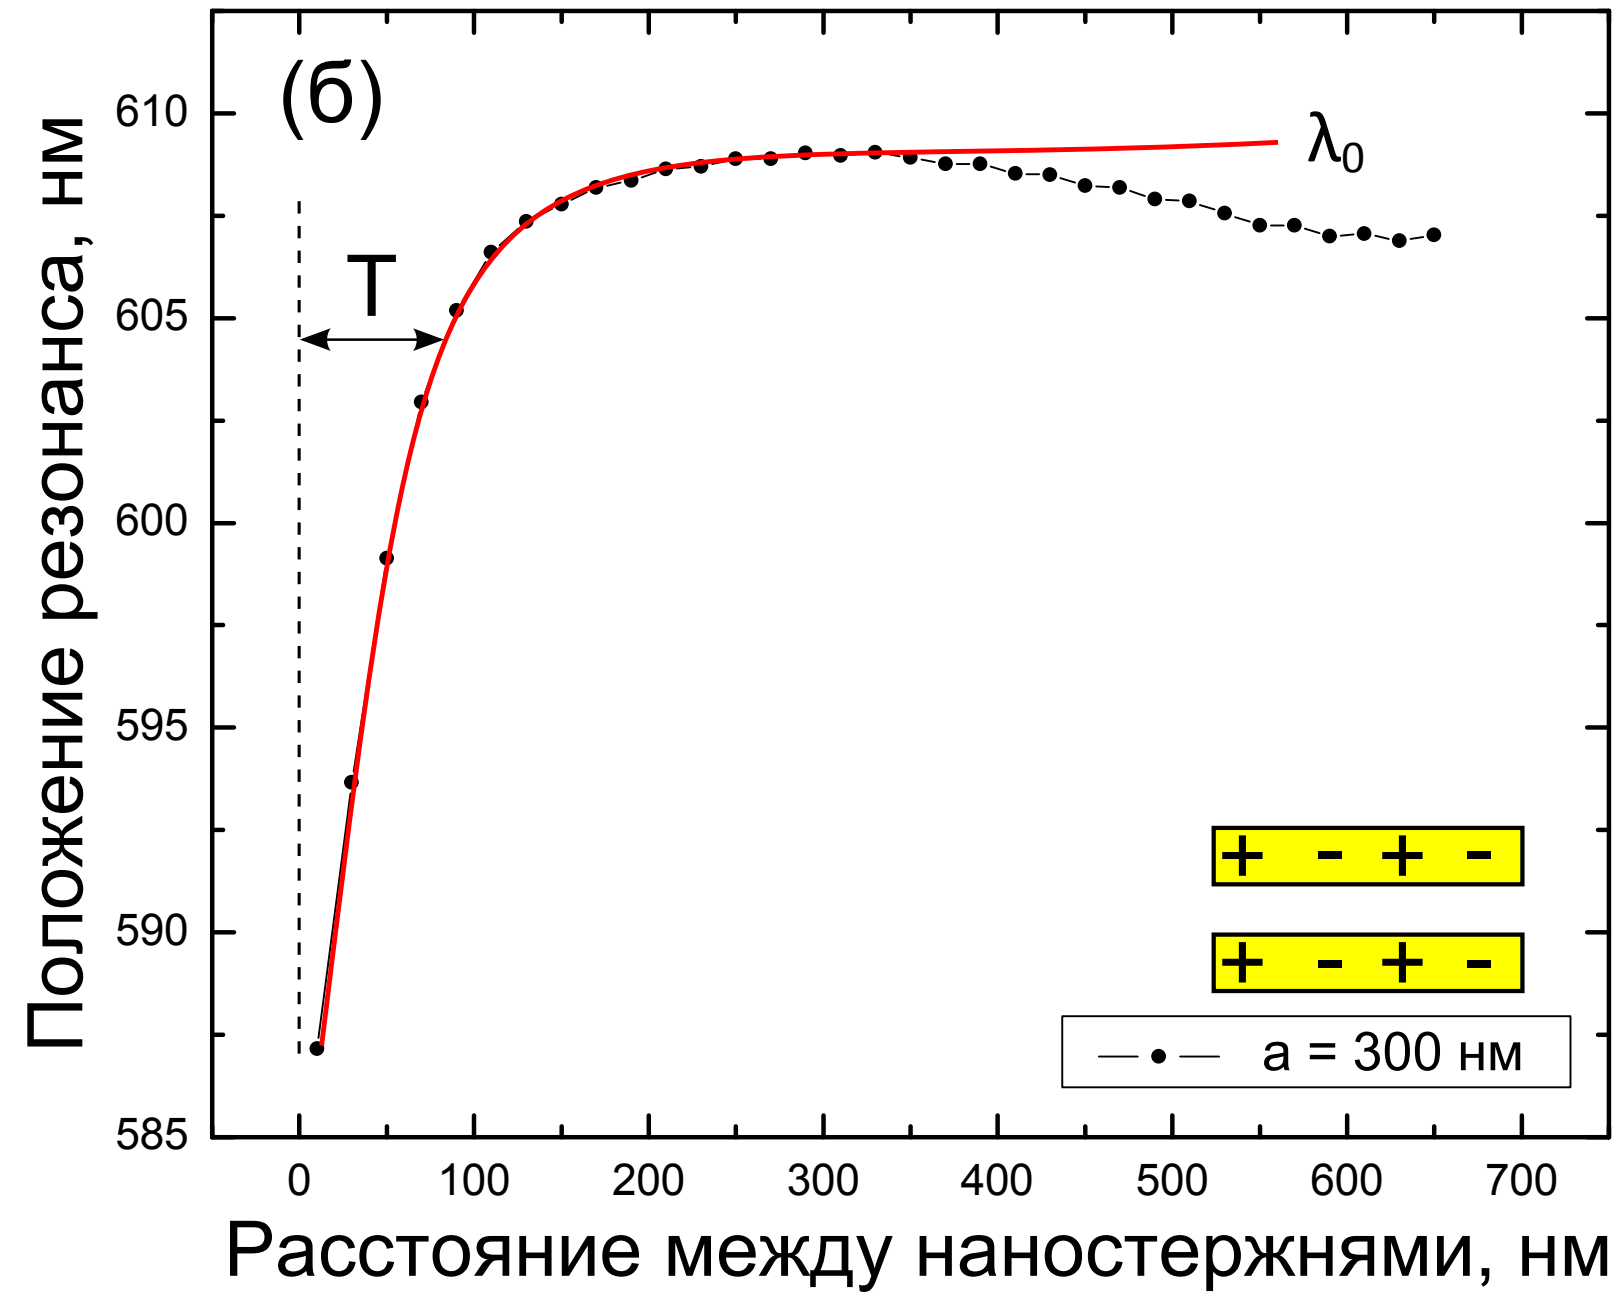 (б)
Положение резонанса, нм
610
605
600
595
590
585
λ0
T
+ - + -
+ - + -
a = 300 нм
0 100 200 300 400 500 600 700
Расстояние между наностержнями, нм